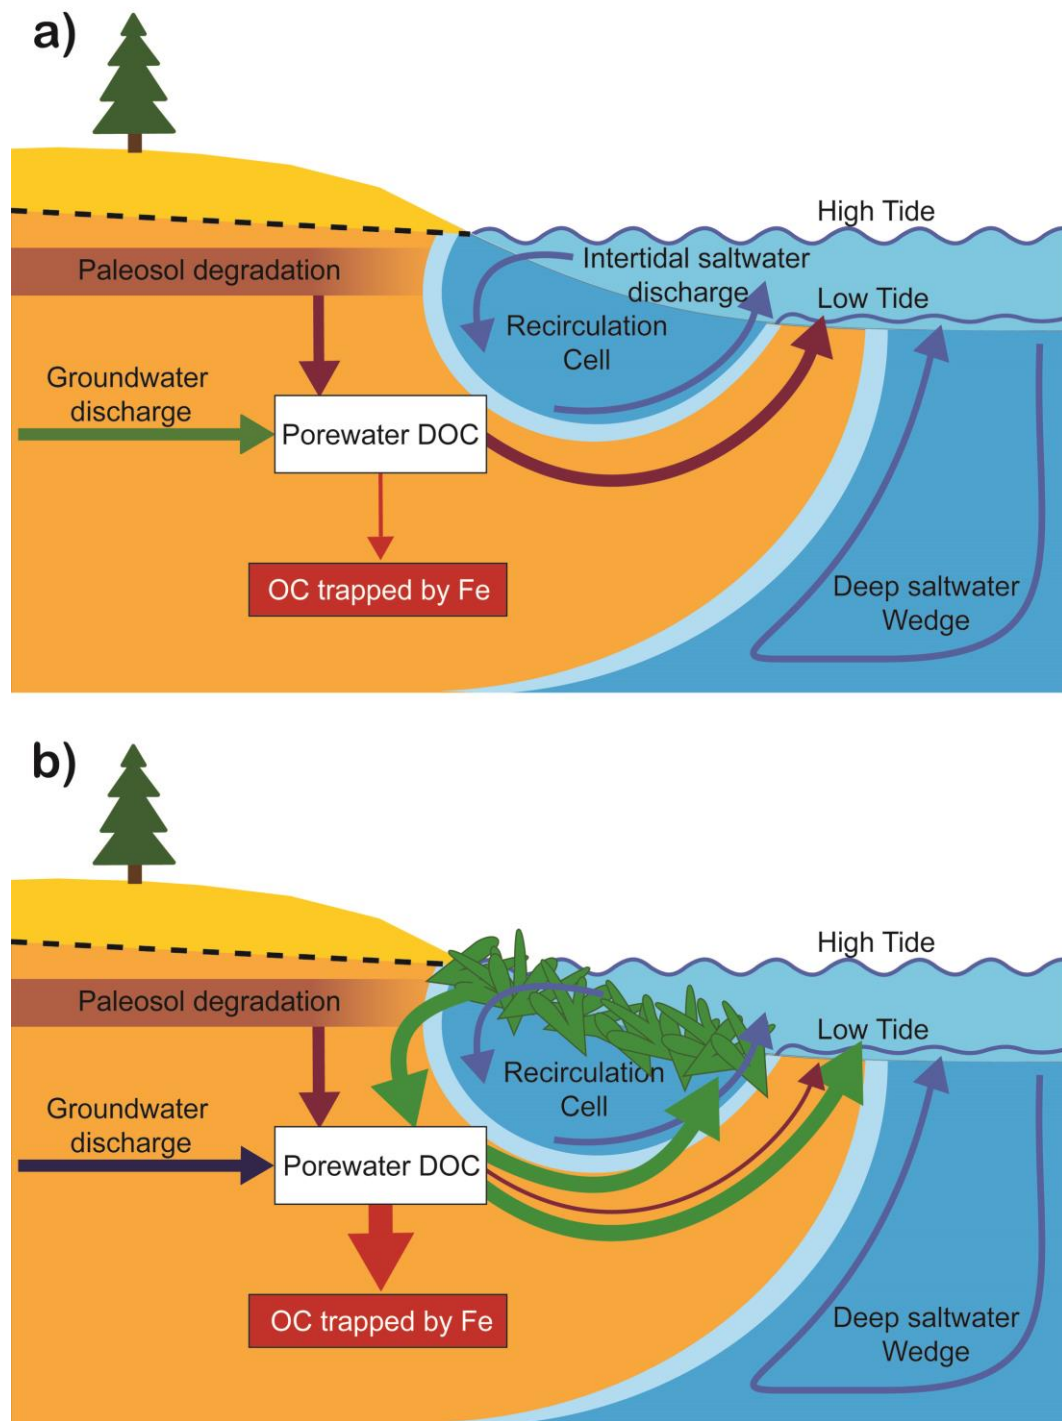 a)
High Tide
Paleosol degradation
Intertidal saltwater
discharge
Low Tide
Recirculation
Cell
Groundwater
discharge
Porewater DOC
OC trapped by Fe
Deep saltwater
Wedge
b)
High Tide
Paleosol degradation
Low Tide
Recirculation
Cell
Groundwater
discharge
Porewater DOC
OC trapped by Fe
Deep saltwater
Wedge